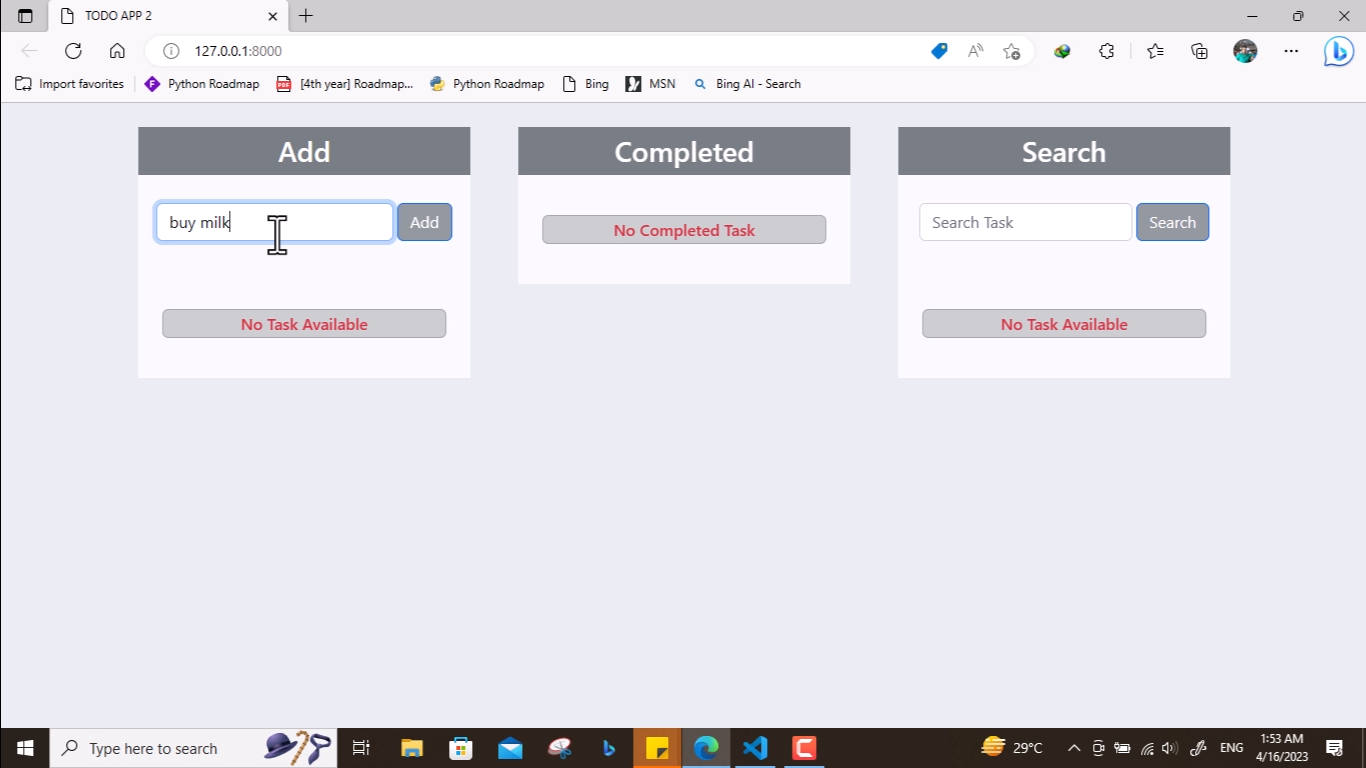 TODO APP 2
127.0.0.1:8000
Import favorites
Python Roadmap
[4th year] Roadmap...
Python Roadmap
Bing
MSN
Bing AI - Search
Add
Completed
Search
buy milk
Add
No Completed Task
Search Task
Search
No Task Available
No Task Available
Type here to search
29°C
ENG
1:53 AM
4/16/2023